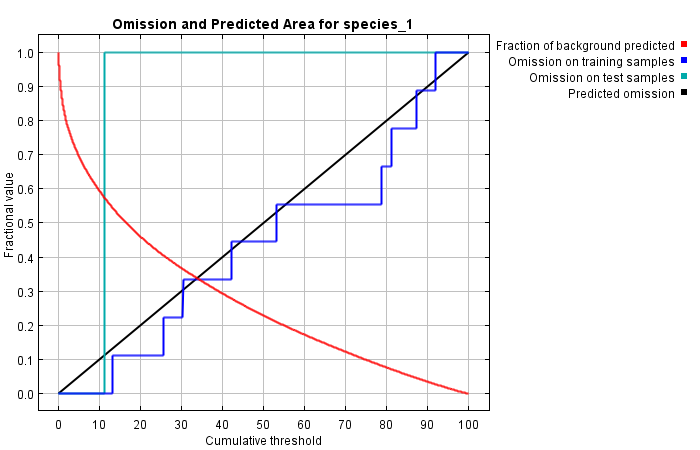 Omission and Predicted Area for species_1
Fraction of background predicted
Omission on training samples
Omission on test samples
Predicted omission
Fractional value
1.0
0.9
0.8
0.7
0.6
0.5
0.4
0.3
0.2
0.1
0.0
0 10 20 30 40 50 60 70 80 90 100
Cumulative threshold